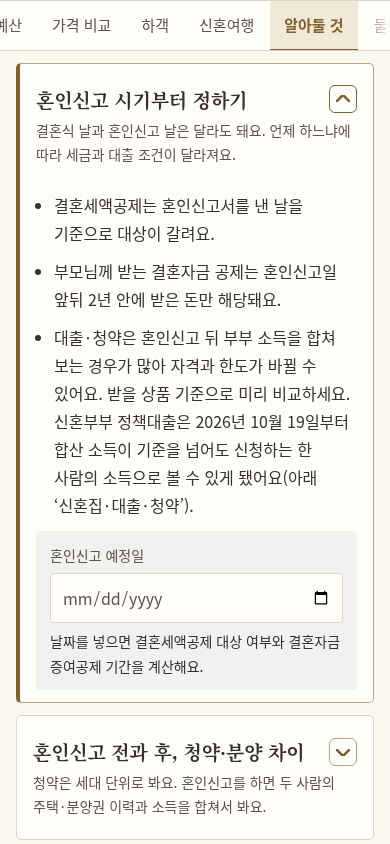 예산 가격 비교 하객 신혼여행 알아둘 것
혼인신고 시기부터 정하기
결혼식 날과 혼인신고 날은 달라도 돼요. 언제 하느냐에
따라 세금과 대출 조건이 달라져요.
• 결혼세액공제는 혼인신고서를 낸 날을
기준으로 대상이 갈려요.
• 부모님께 받는 결혼자금 공제는 혼인신고일
앞뒤 2년 안에 받은 돈만 해당돼요.
• 대출·청약은 혼인신고 뒤 부부 소득을 합쳐
보는 경우가 많아 자격과 한도가 바뀔 수
있어요. 받을 상품 기준으로 미리 비교하세요.
신혼부부 정책대출은 2026년 10월 19일부터
합산 소득이 기준을 넘어도 신청하는 한
사람의 소득으로 볼 수 있게 됐어요(아래
‘신혼집·대출·청약’).
혼인신고 예정일
mm/dd/yyyy
날짜를 넣으면 결혼세액공제 대상 여부와 결혼자금
증여공제 기간을 계산해요.
혼인신고 전과 후, 청약·분양 차이
청약은 세대 단위로 봐요. 혼인신고를 하면 두 사람의
주택·분양권 이력과 소득을 합쳐서 봐요.